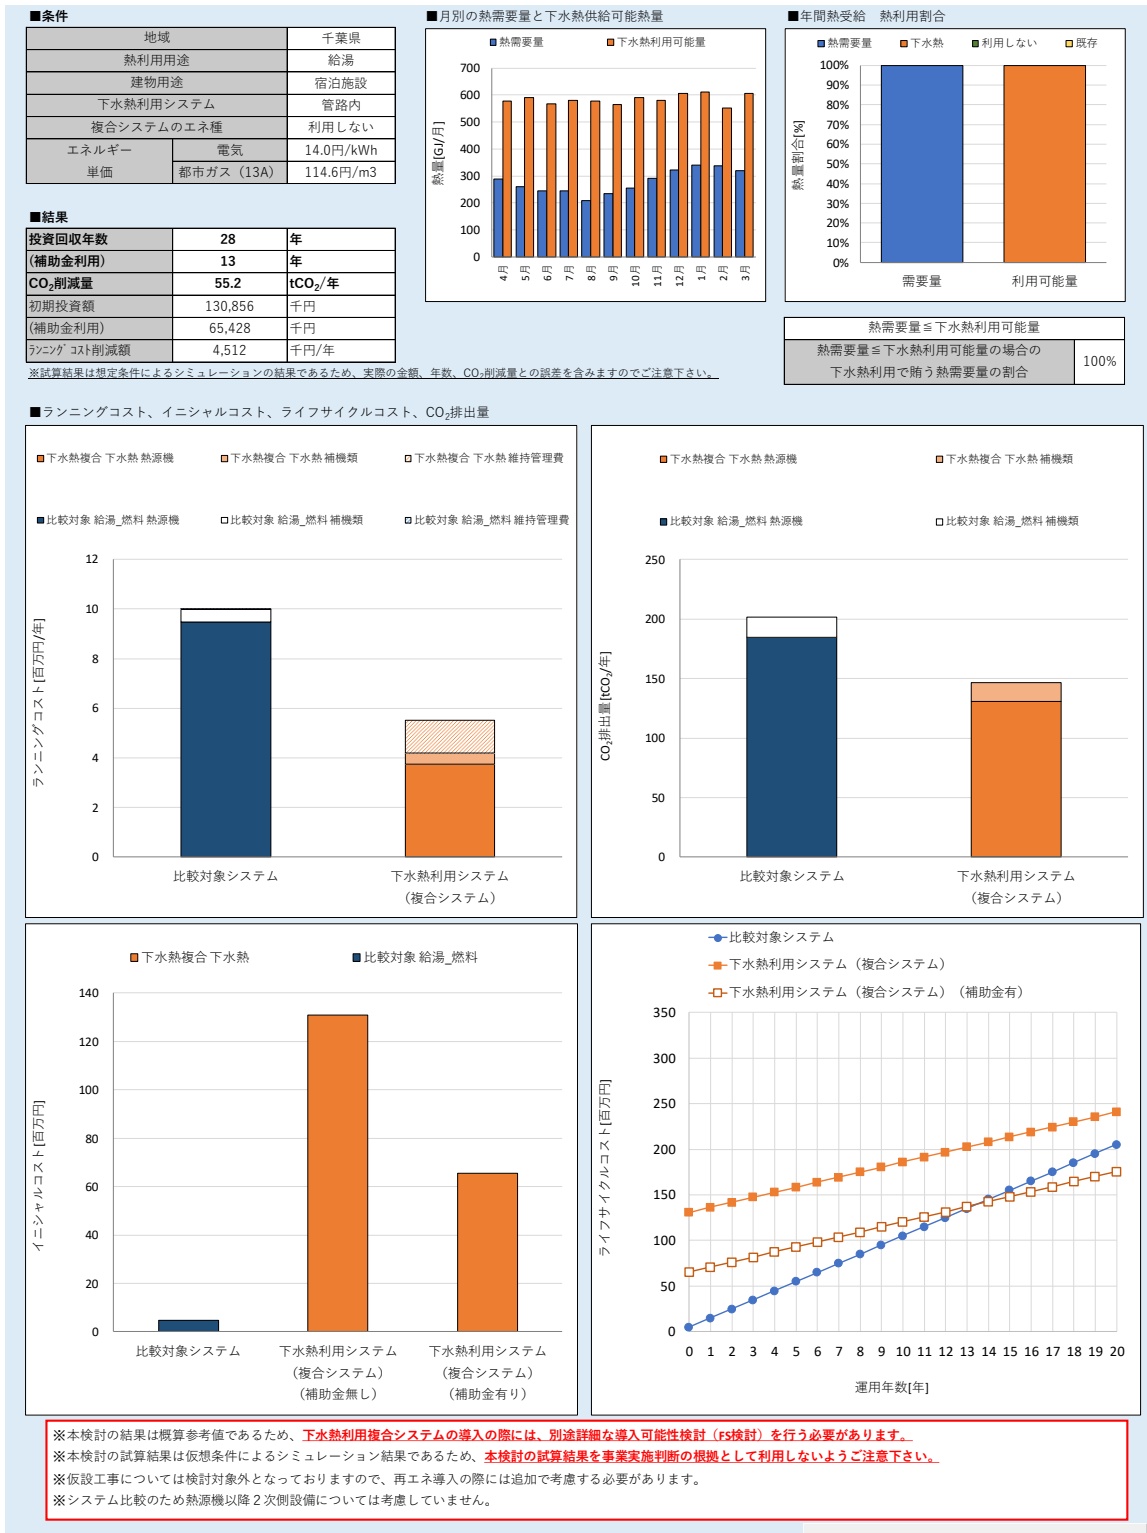 ■条件
地域 千葉県
熱利用用途 給湯
建物用途 宿泊施設
下水熱利用システム 管路内
複合システムのエネ種 利用しない
エネルギー 電気 14.0円/kWh
単価 都市ガス（13A） 114.6円/m3
■結果
投資回収年数 28 年
(補助金利用) 13 年
CO₂削減量 55.2 tCO₂/年
初期投資額 130,856 千円
(補助金利用) 65,428 千円
ﾗﾝﾆﾝｸﾞｺｽﾄ削減額 4,512 千円/年
※試算結果は想定条件によるシミュレーションの結果であるため、実際の金額、年数、CO₂削減量との誤差を含みますのでご注意下さい。
■月別の熱需要量と下水熱供給可能熱量
熱需要量 下水熱利用可能量
熱量[GJ/月]
700
600
500
400
300
200
100
0
4月 5月 6月 7月 8月 9月 10月 11月 12月 1月 2月 3月
■年間熱受給 熱利用割合
熱需要量 下水熱 利用しない 既存
熱量割合[%]
100%
90%
80%
70%
60%
50%
40%
30%
20%
10%
0%
需要量 利用可能量
熱需要量≦下水熱利用可能量
熱需要量≦下水熱利用可能量の場合の
下水熱利用で賄う熱需要量の割合 100%
■ランニングコスト、イニシャルコスト、ライフサイクルコスト、CO₂排出量
下水熱複合 下水熱 熱源機 下水熱複合 下水熱 補機類 下水熱複合 下水熱 維持管理費
比較対象 給湯_燃料 熱源機 比較対象 給湯_燃料 補機類 比較対象 給湯_燃料 維持管理費
ランニングコスト[百万円/年]
12
10
8
6
4
2
0
比較対象システム 下水熱利用システム
（複合システム）
下水熱複合 下水熱 熱源機 下水熱複合 下水熱 補機類
比較対象 給湯_燃料 熱源機 比較対象 給湯_燃料 補機類
CO₂排出量[tCO₂/年]
250
200
150
100
50
0
比較対象システム 下水熱利用システム
（複合システム）
下水熱複合 下水熱 比較対象 給湯_燃料
イニシャルコスト[百万円]
140
120
100
80
60
40
20
0
比較対象システム 下水熱利用システム 下水熱利用システム
（複合システム） （複合システム）
（補助金無し） （補助金有り）
比較対象システム
下水熱利用システム（複合システム）
下水熱利用システム（複合システム）（補助金有）
ライフサイクルコスト[百万円]
350
300
250
200
150
100
50
0
0 1 2 3 4 5 6 7 8 9 10 11 12 13 14 15 16 17 18 19 20
運用年数[年]
※本検討の結果は概算参考値であるため、下水熱利用複合システムの導入の際には、別途詳細な導入可能性検討（FS検討）を行う必要があります。
※本検討の試算結果は仮想条件によるシミュレーション結果であるため、本検討の試算結果を事業実施判断の根拠として利用しないようご注意下さい。
※仮設工事については検討対象外となっておりますので、再エネ導入の際には追加で考慮する必要があります。
※システム比較のため熱源機以降２次側設備については考慮していません。